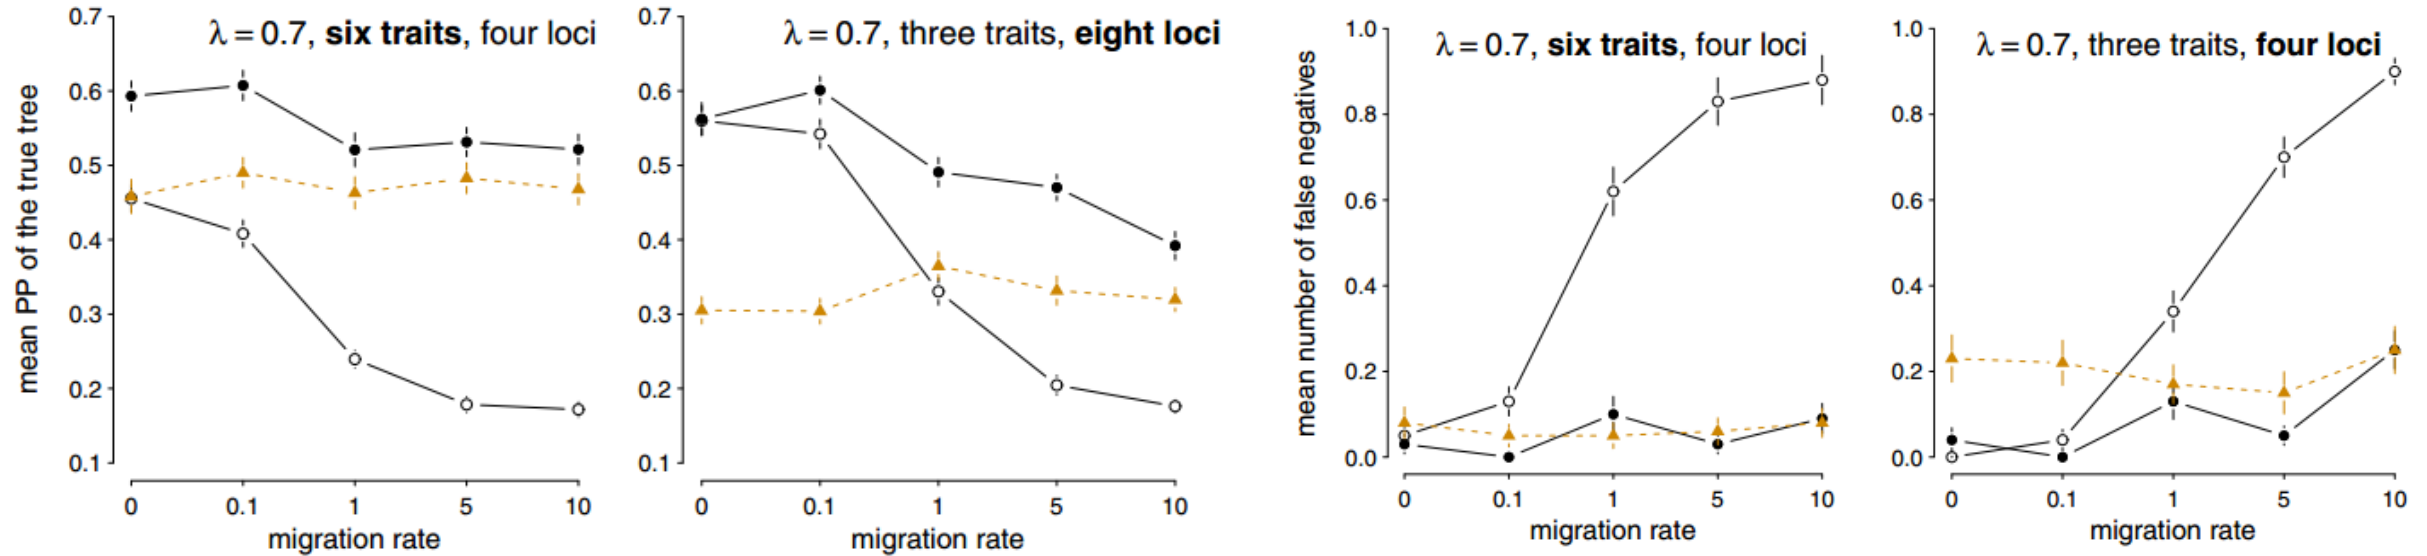 λ = 0.7, six traits, four loci
mean PP of the true tree
0.7
0.6
0.5
0.4
0.3
0.2
0.1
0 0.1 1 5 10
migration rate
λ = 0.7, three traits, eight loci
0.7
0.6
0.5
0.4
0.3
0.2
0.1
0 0.1 1 5 10
migration rate
λ = 0.7, six traits, four loci
mean number of false negatives
1.0
0.8
0.6
0.4
0.2
0.0
0 0.1 1 5 10
migration rate
λ = 0.7, three traits, four loci
1.0
0.8
0.6
0.4
0.2
0.0
0 0.1 1 5 10
migration rate